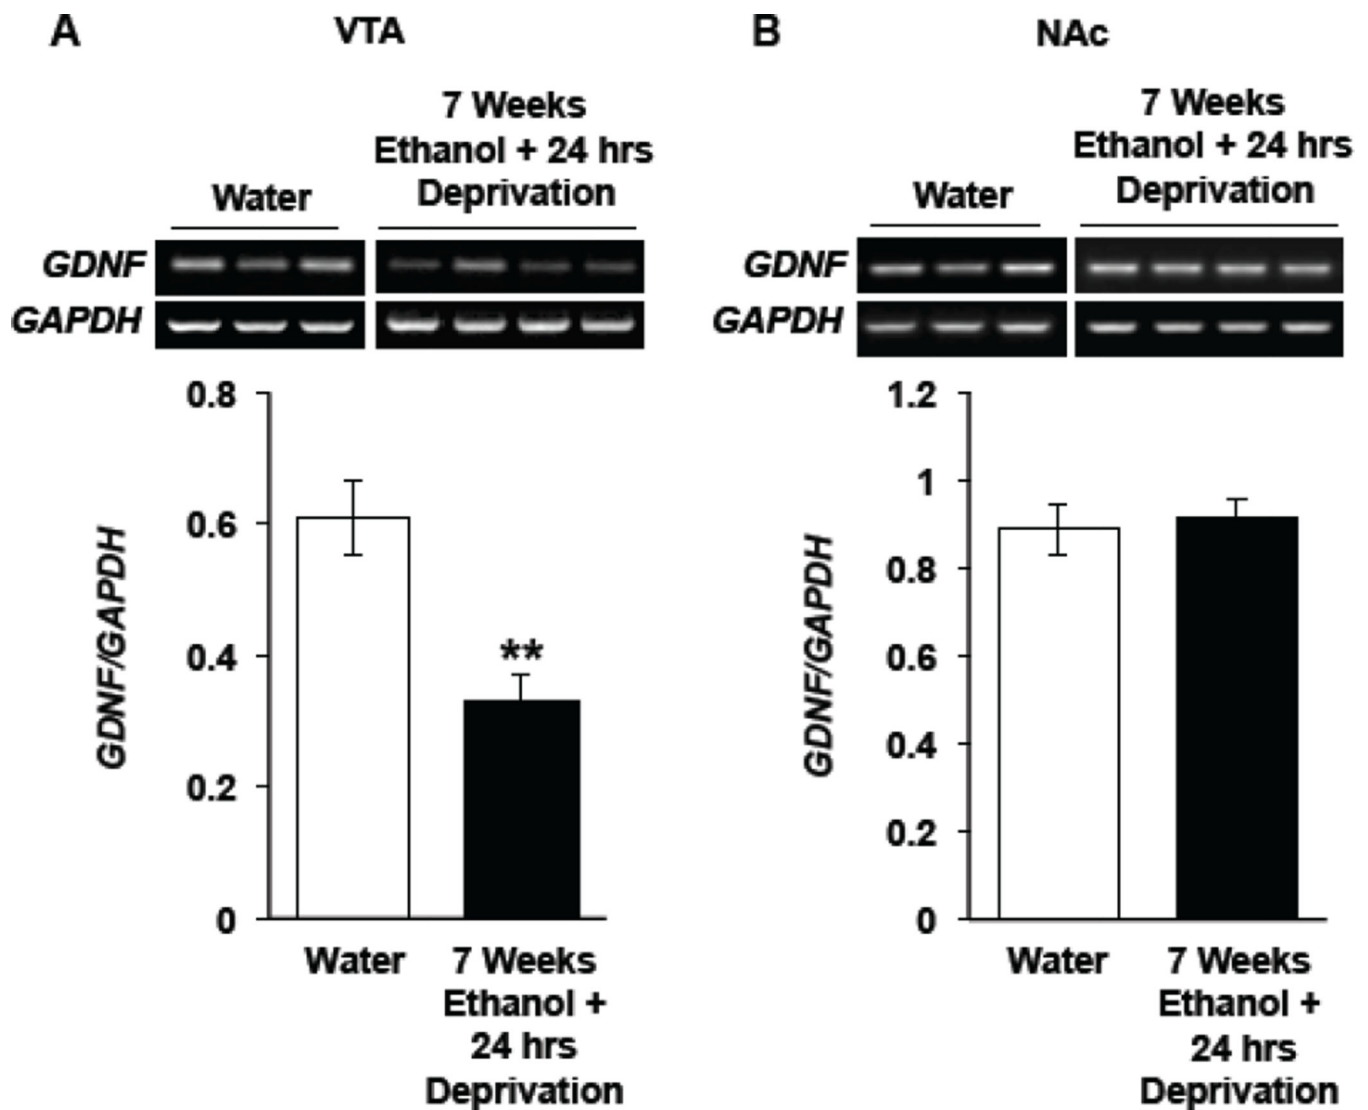 A
VTA
7 Weeks
Ethanol + 24 hrs
Deprivation
Water
GDNF
GAPDH
0.8
0.6
0.4
0.2
0
GDNF/GAPDH
**
Water
7 Weeks
Ethanol +
24 hrs
Deprivation
B
NAc
7 Weeks
Ethanol + 24 hrs
Deprivation
Water
GDNF
GAPDH
1.2
1
0.8
0.6
0.4
0.2
0
GDNF/GAPDH
Water
7 Weeks
Ethanol +
24 hrs
Deprivation